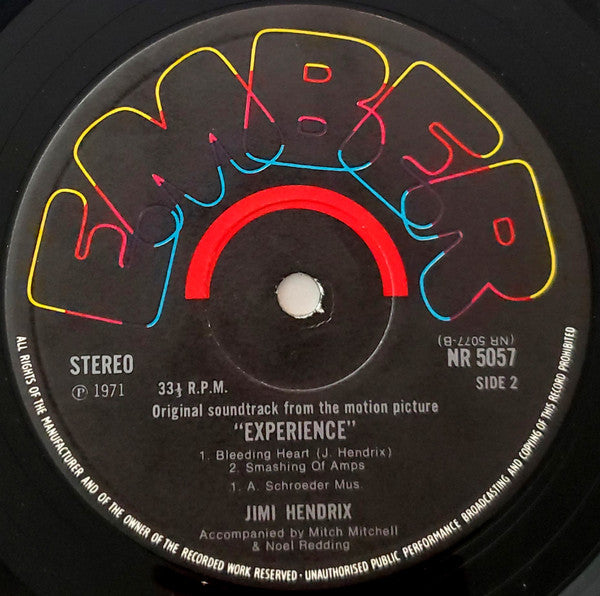 EMBER
(NR 5077-B)
STEREO
NR 5057
℗ 1971
33⅓ R.P.M.
SIDE 2
Original soundtrack from the motion picture
"EXPERIENCE"
1. Bleeding Heart (J. Hendrix)
2. Smashing Of Amps
1. A. Schroeder Mus.
JIMI HENDRIX
Accompanied by Mitch Mitchell
& Noel Redding
ALL RIGHTS OF THE MANUFACTURER AND OF THE OWNER OF THE RECORDED WORK RESERVED - UNAUTHORISED PUBLIC PERFORMANCE BROADCASTING AND COPYING OF THIS RECORD PROHIBITED